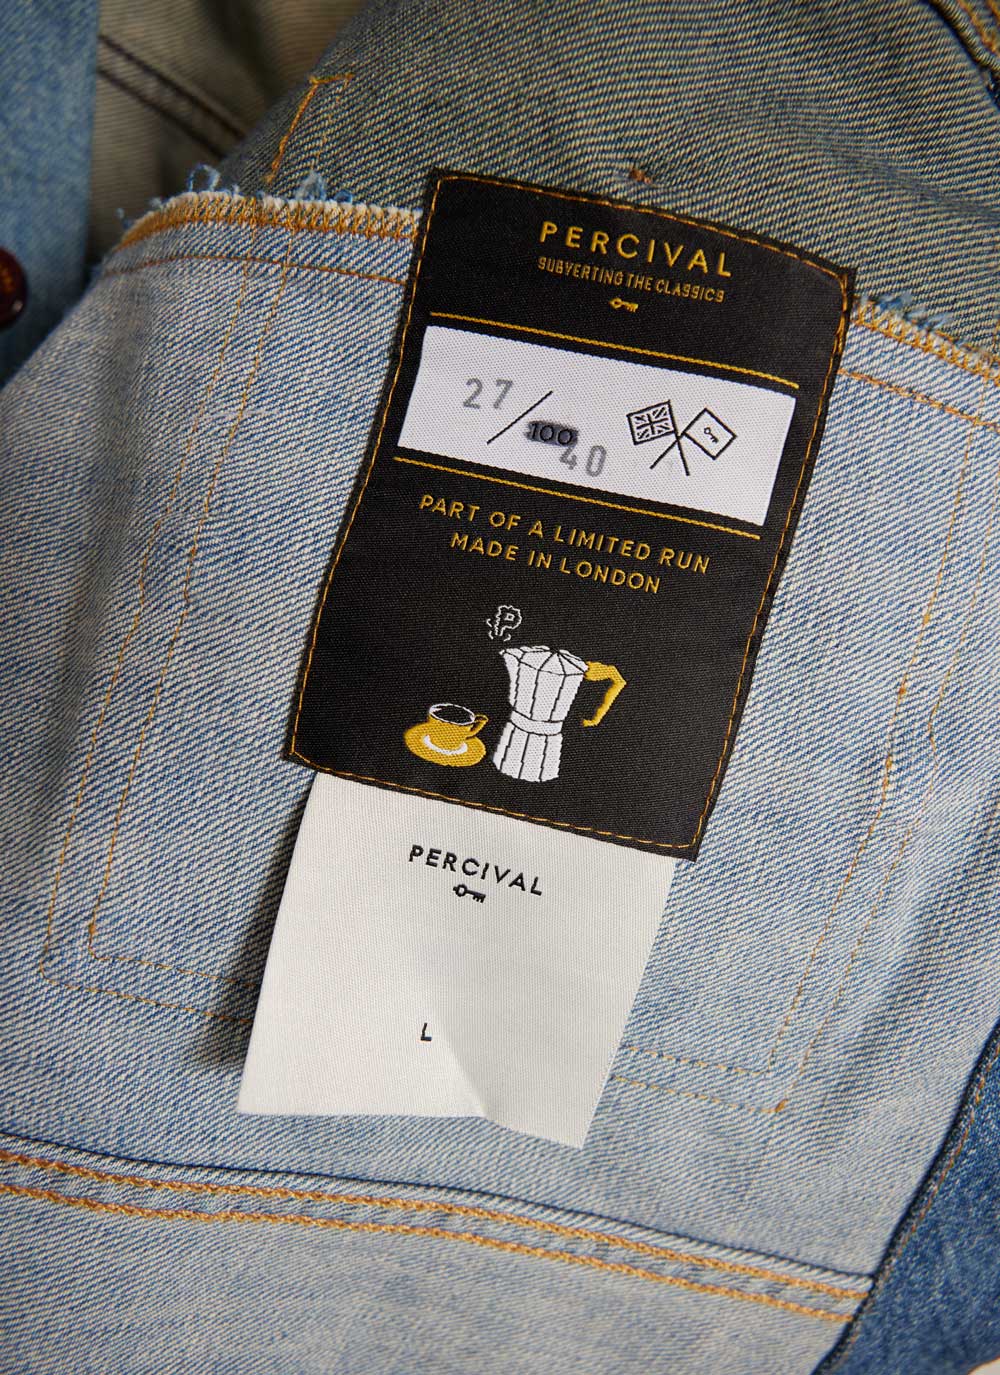 PERCIVAL
SUBVERTING THE CLASSICS
27 / 100 40
PART OF A LIMITED RUN
MADE IN LONDON
P
PERCIVAL
L